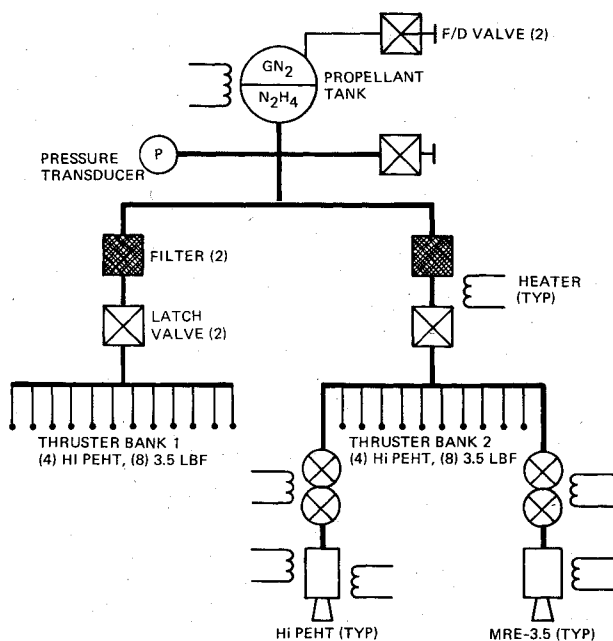 F/D VALVE (2)
GN2
N2H4
PROPELLANT
TANK
PRESSURE
TRANSDUCER
P
FILTER (2)
HEATER
(TYP)
LATCH
VALVE (2)
THRUSTER BANK 1
(4) HI PEHT, (8) 3.5 LBF
THRUSTER BANK 2
(4) Hi PEHT, (8) 3.5 LBF
Hi PEHT (TYP)
MRE-3.5 (TYP)